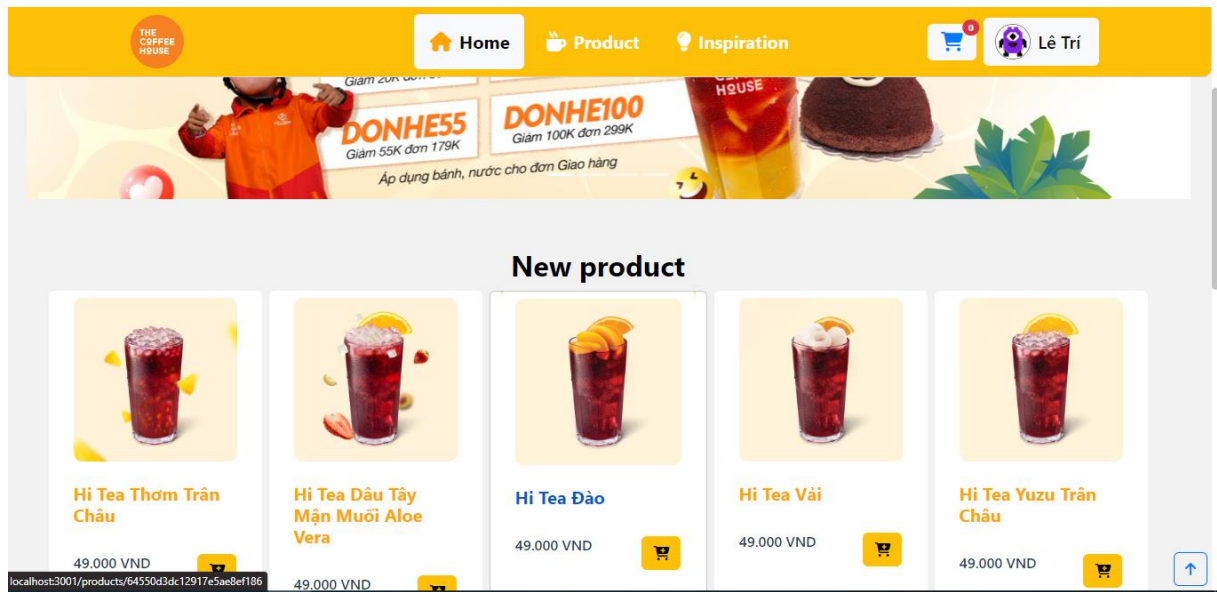 THE
COFFEE
HOUSE
Home
Product
Inspiration
0
Lê Trí
HOUSE
DONHE55
Giảm 55K đơn 179K
DONHE100
Giảm 100K đơn 299K
Áp dụng bánh, nước cho đơn Giao hàng
New product
Hi Tea Thơm Trân
Châu
49.000 VND
Hi Tea Dâu Tây
Mận Muối Aloe
Vera
49.000 VND
Hi Tea Đào
49.000 VND
Hi Tea Vải
49.000 VND
Hi Tea Yuzu Trân
Châu
49.000 VND
localhost:3001/products/64550d3dc12917e5ae8ef186